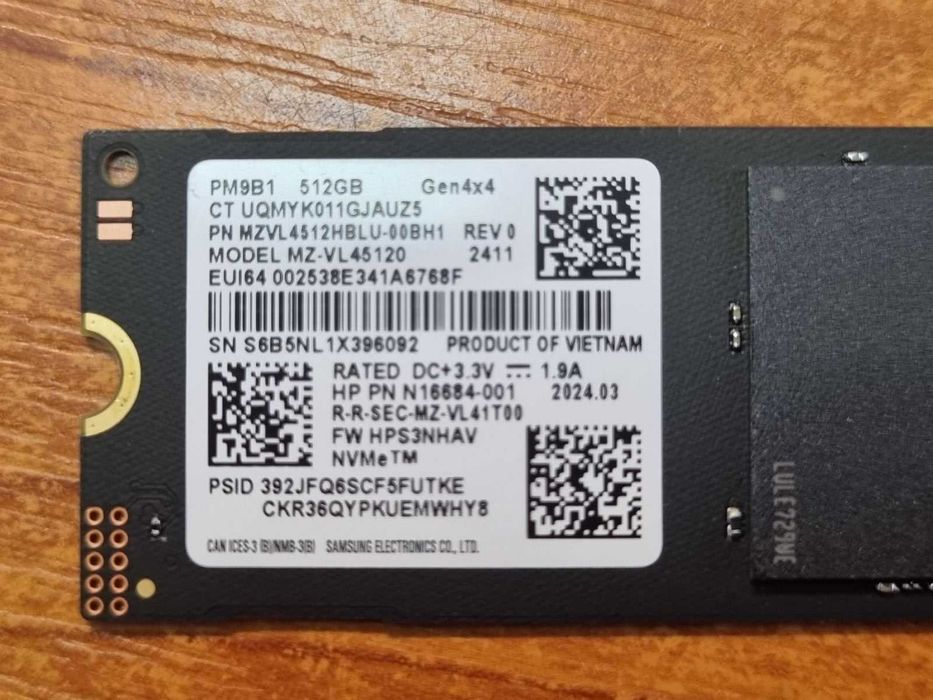 PM9B1 512GB Gen4x4
CT UQMYK011GJAUZ5
PN MZVL4512HBLU-00BH1 REV 0
MODEL MZ-VL45120 2411
EUI64 002538E341A6768F
SN S6B5NL1X396092 PRODUCT OF VIETNAM
RATED DC+3.3V ⎓ 1.9A
HP PN N16684-001 2024.03
R-R-SEC-MZ-VL41T00
FW HPS3NHAV
NVMe™
PSID 392JFQ6SCF5FUTKE
CKR36QYPKUEMWHY8
CAN ICES-3 (B)/NMB-3(B) SAMSUNG ELECTRONICS CO., LTD.